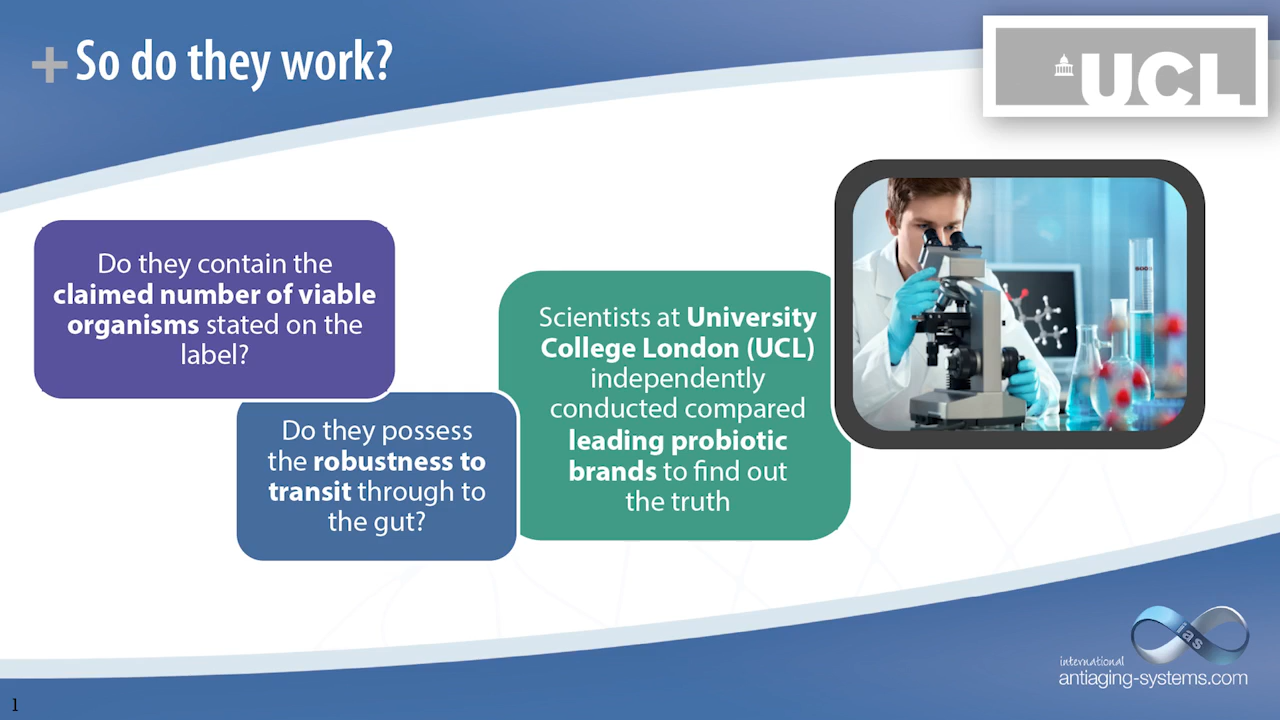 + So do they work?
UCL
Do they contain the
claimed number of viable
organisms stated on the
label?
Do they possess
the robustness to
transit through to
the gut?
Scientists at University
College London (UCL)
independently
conducted compared
leading probiotic
brands to find out
the truth
ias
international
antiaging-systems.com
1